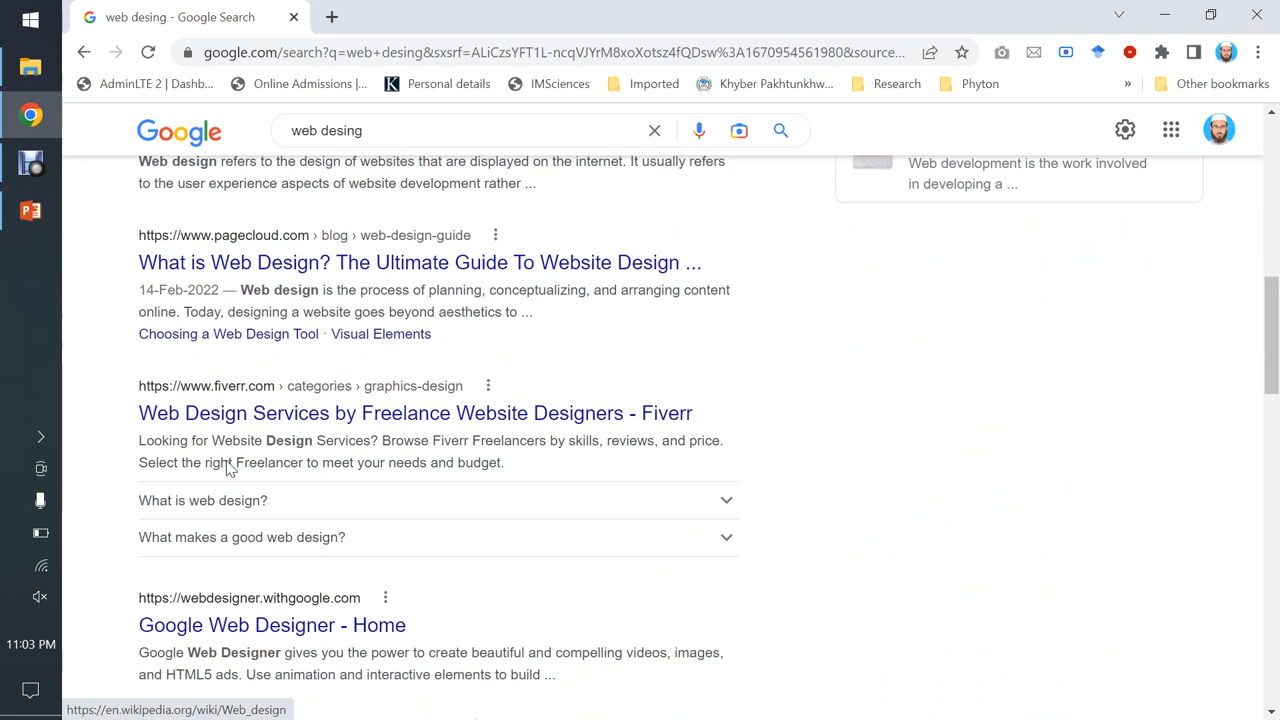 web desing - Google Search
google.com/search?q=web+desing&sxsrf=ALiCzsYFT1L-ncqVJYrM8xoXotsz4fQDsw%3A1670954561980&source...
AdminLTE 2 | Dashb... Online Admissions |... Personal details IMSciences Imported Khyber Pakhtunkhw... Research Phyton » Other bookmarks
Google web desing
Web design refers to the design of websites that are displayed on the internet. It usually refers
to the user experience aspects of website development rather ...
Web development is the work involved
in developing a ...
https://www.pagecloud.com › blog › web-design-guide
What is Web Design? The Ultimate Guide To Website Design ...
14-Feb-2022 — Web design is the process of planning, conceptualizing, and arranging content
online. Today, designing a website goes beyond aesthetics to ...
Choosing a Web Design Tool · Visual Elements
https://www.fiverr.com › categories › graphics-design
Web Design Services by Freelance Website Designers - Fiverr
Looking for Website Design Services? Browse Fiverr Freelancers by skills, reviews, and price.
Select the right Freelancer to meet your needs and budget.
What is web design?
What makes a good web design?
https://webdesigner.withgoogle.com
Google Web Designer - Home
Google Web Designer gives you the power to create beautiful and compelling videos, images,
and HTML5 ads. Use animation and interactive elements to build ...
https://en.wikipedia.org/wiki/Web_design
11:03 PM